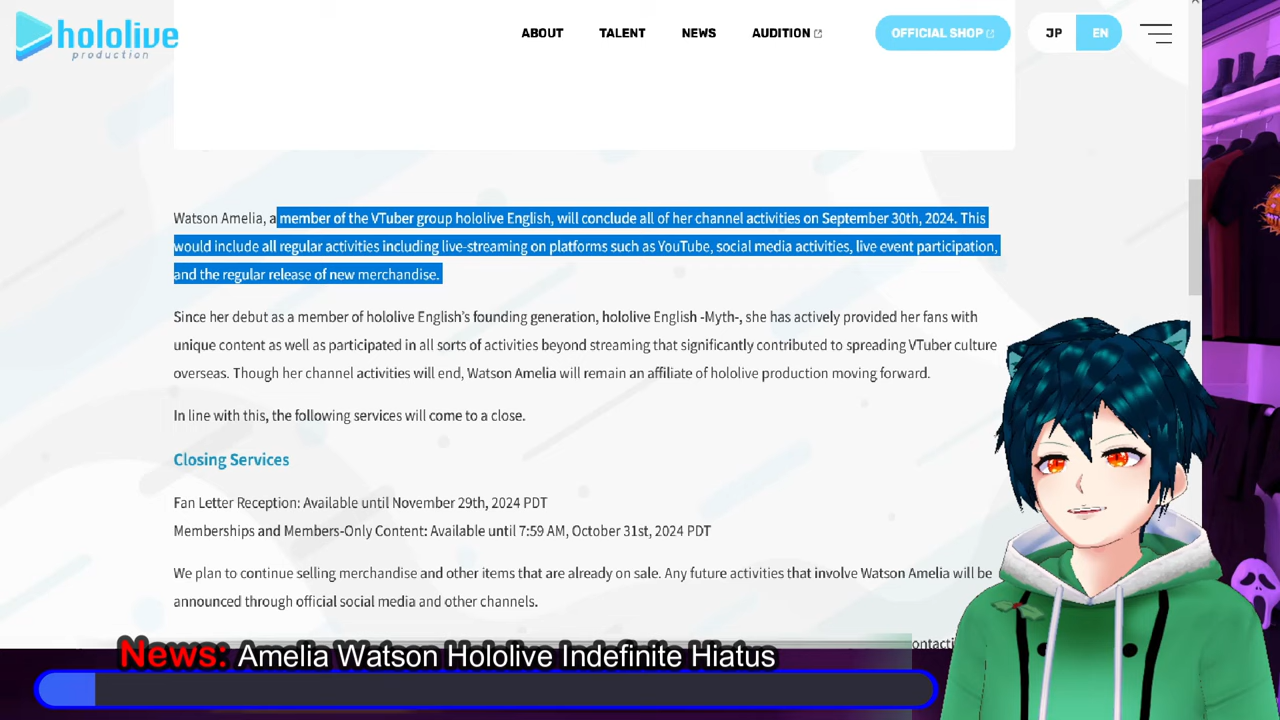 hololive
production
ABOUT
TALENT
NEWS
AUDITION
OFFICIAL SHOP
JP
EN
Watson Amelia, a member of the VTuber group hololive English, will conclude all of her channel activities on September 30th, 2024. This
would include all regular activities including live-streaming on platforms such as YouTube, social media activities, live event participation,
and the regular release of new merchandise.
Since her debut as a member of hololive English’s founding generation, hololive English -Myth-, she has actively provided her fans with
unique content as well as participated in all sorts of activities beyond streaming that significantly contributed to spreading VTuber culture
overseas. Though her channel activities will end, Watson Amelia will remain an affiliate of hololive production moving forward.
In line with this, the following services will come to a close.
Closing Services
Fan Letter Reception: Available until November 29th, 2024 PDT
Memberships and Members-Only Content: Available until 7:59 AM, October 31st, 2024 PDT
We plan to continue selling merchandise and other items that are already on sale. Any future activities that involve Watson Amelia will be
announced through official social media and other channels.
News: Amelia Watson Hololive Indefinite Hiatus